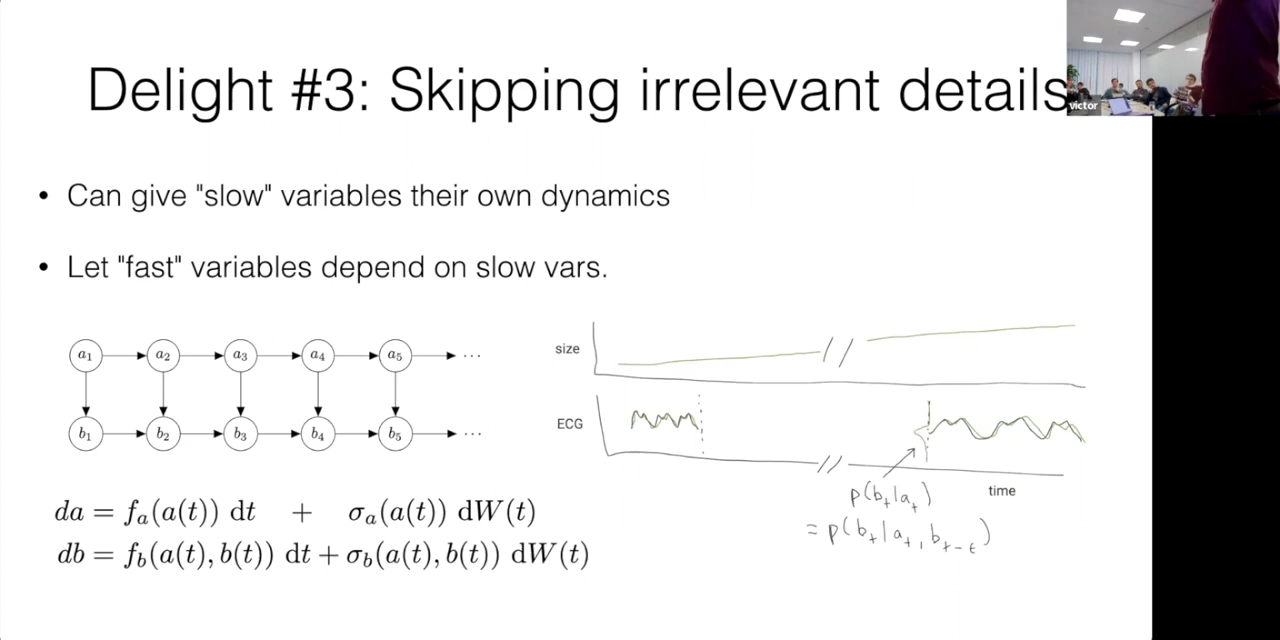 Delight #3: Skipping irrelevant details
victor
• Can give "slow" variables their own dynamics
• Let "fast" variables depend on slow vars.
a₁ a₂ a₃ a₄ a₅ ...
b₁ b₂ b₃ b₄ b₅ ...
da = fₐ(a(t)) dt + σₐ(a(t)) dW(t)
db = f_b(a(t), b(t)) dt + σ_b(a(t), b(t)) dW(t)
size
ECG
time
p(bₜ|aₜ)
= p(bₜ|aₜ, bₜ₋ε)